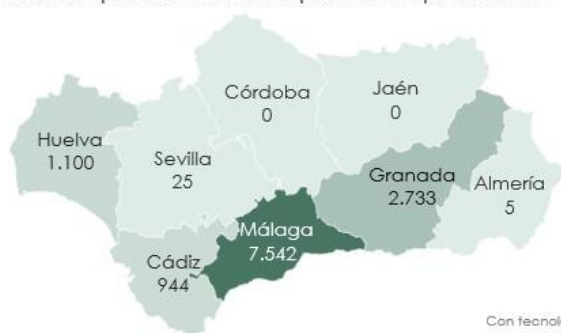 Córdoba
0
Jaén
0
Huelva
1.100
Sevilla
25
Granada
2.733
Almería
5
Málaga
7.542
Cádiz
944
Con tecnolo